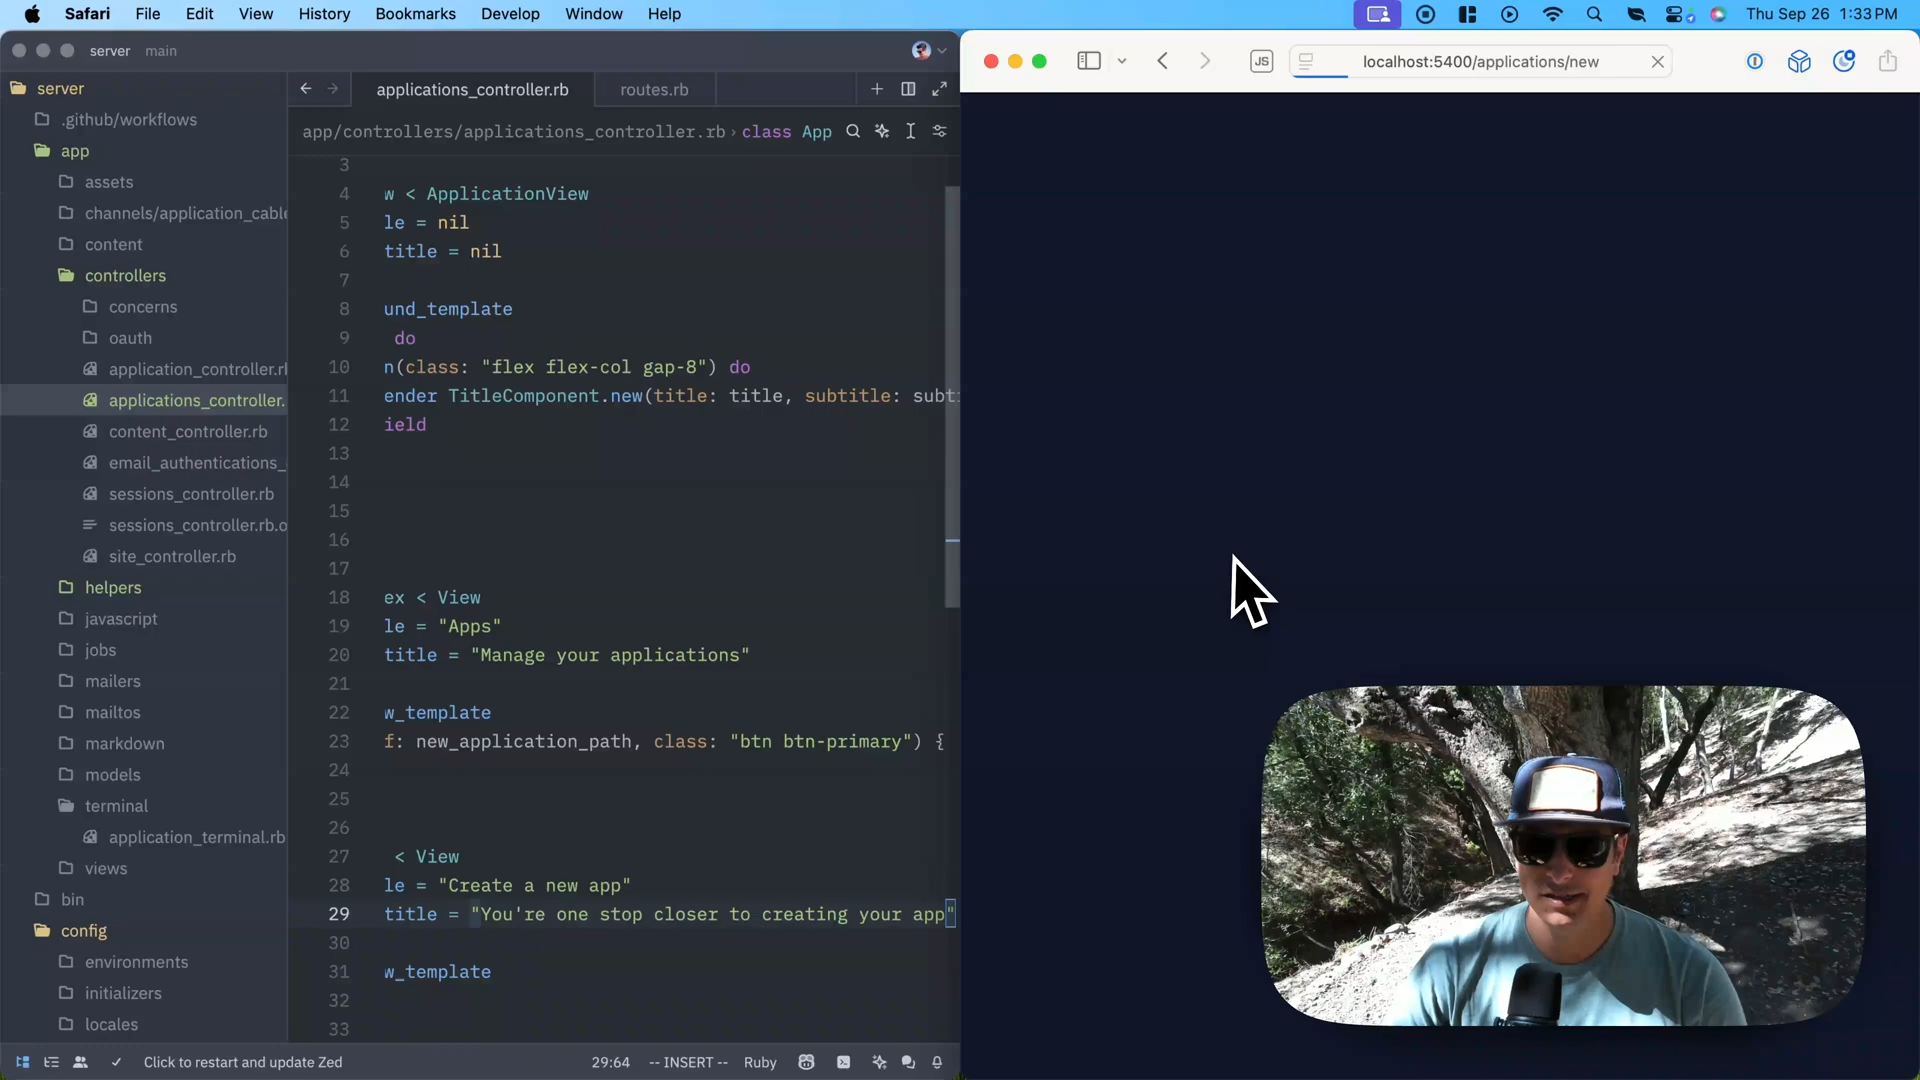 Safari File Edit View History Bookmarks Develop Window Help Thu Sep 26 1:33 PM
server main
JS localhost:5400/applications/new
server
.github/workflows
app
assets
channels/application_cable
content
controllers
concerns
oauth
application_controller.rb
applications_controller.
content_controller.rb
email_authentications_
sessions_controller.rb
sessions_controller.rb.o
site_controller.rb
helpers
javascript
jobs
mailers
mailtos
markdown
models
terminal
application_terminal.rb
views
bin
config
environments
initializers
locales
applications_controller.rb routes.rb
app/controllers/applications_controller.rb › class App
3
4 w < ApplicationView
5 le = nil
6 title = nil
7
8 und_template
9 do
10 n(class: "flex flex-col gap-8") do
11 ender TitleComponent.new(title: title, subtitle: subt
12 ield
13
14
15
16
17
18 ex < View
19 le = "Apps"
20 title = "Manage your applications"
21
22 w_template
23 f: new_application_path, class: "btn btn-primary") {
24
25
26
27 < View
28 le = "Create a new app"
29 title = "You're one stop closer to creating your app"
30
31 w_template
32
33
Click to restart and update Zed 29:64 -- INSERT -- Ruby